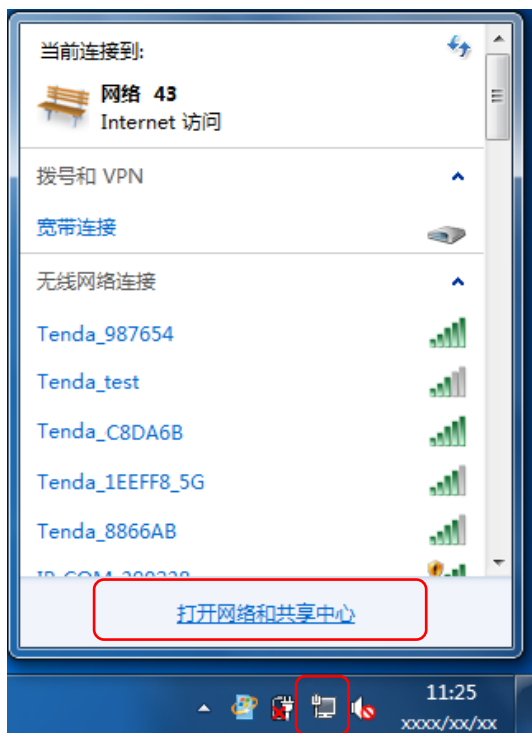 当前连接到:
网络 43
Internet 访问
拨号和 VPN
宽带连接
无线网络连接
Tenda_987654
Tenda_test
Tenda_C8DA6B
Tenda_1EEFF8_5G
Tenda_8866AB
打开网络和共享中心
11:25
xxxx/xx/xx